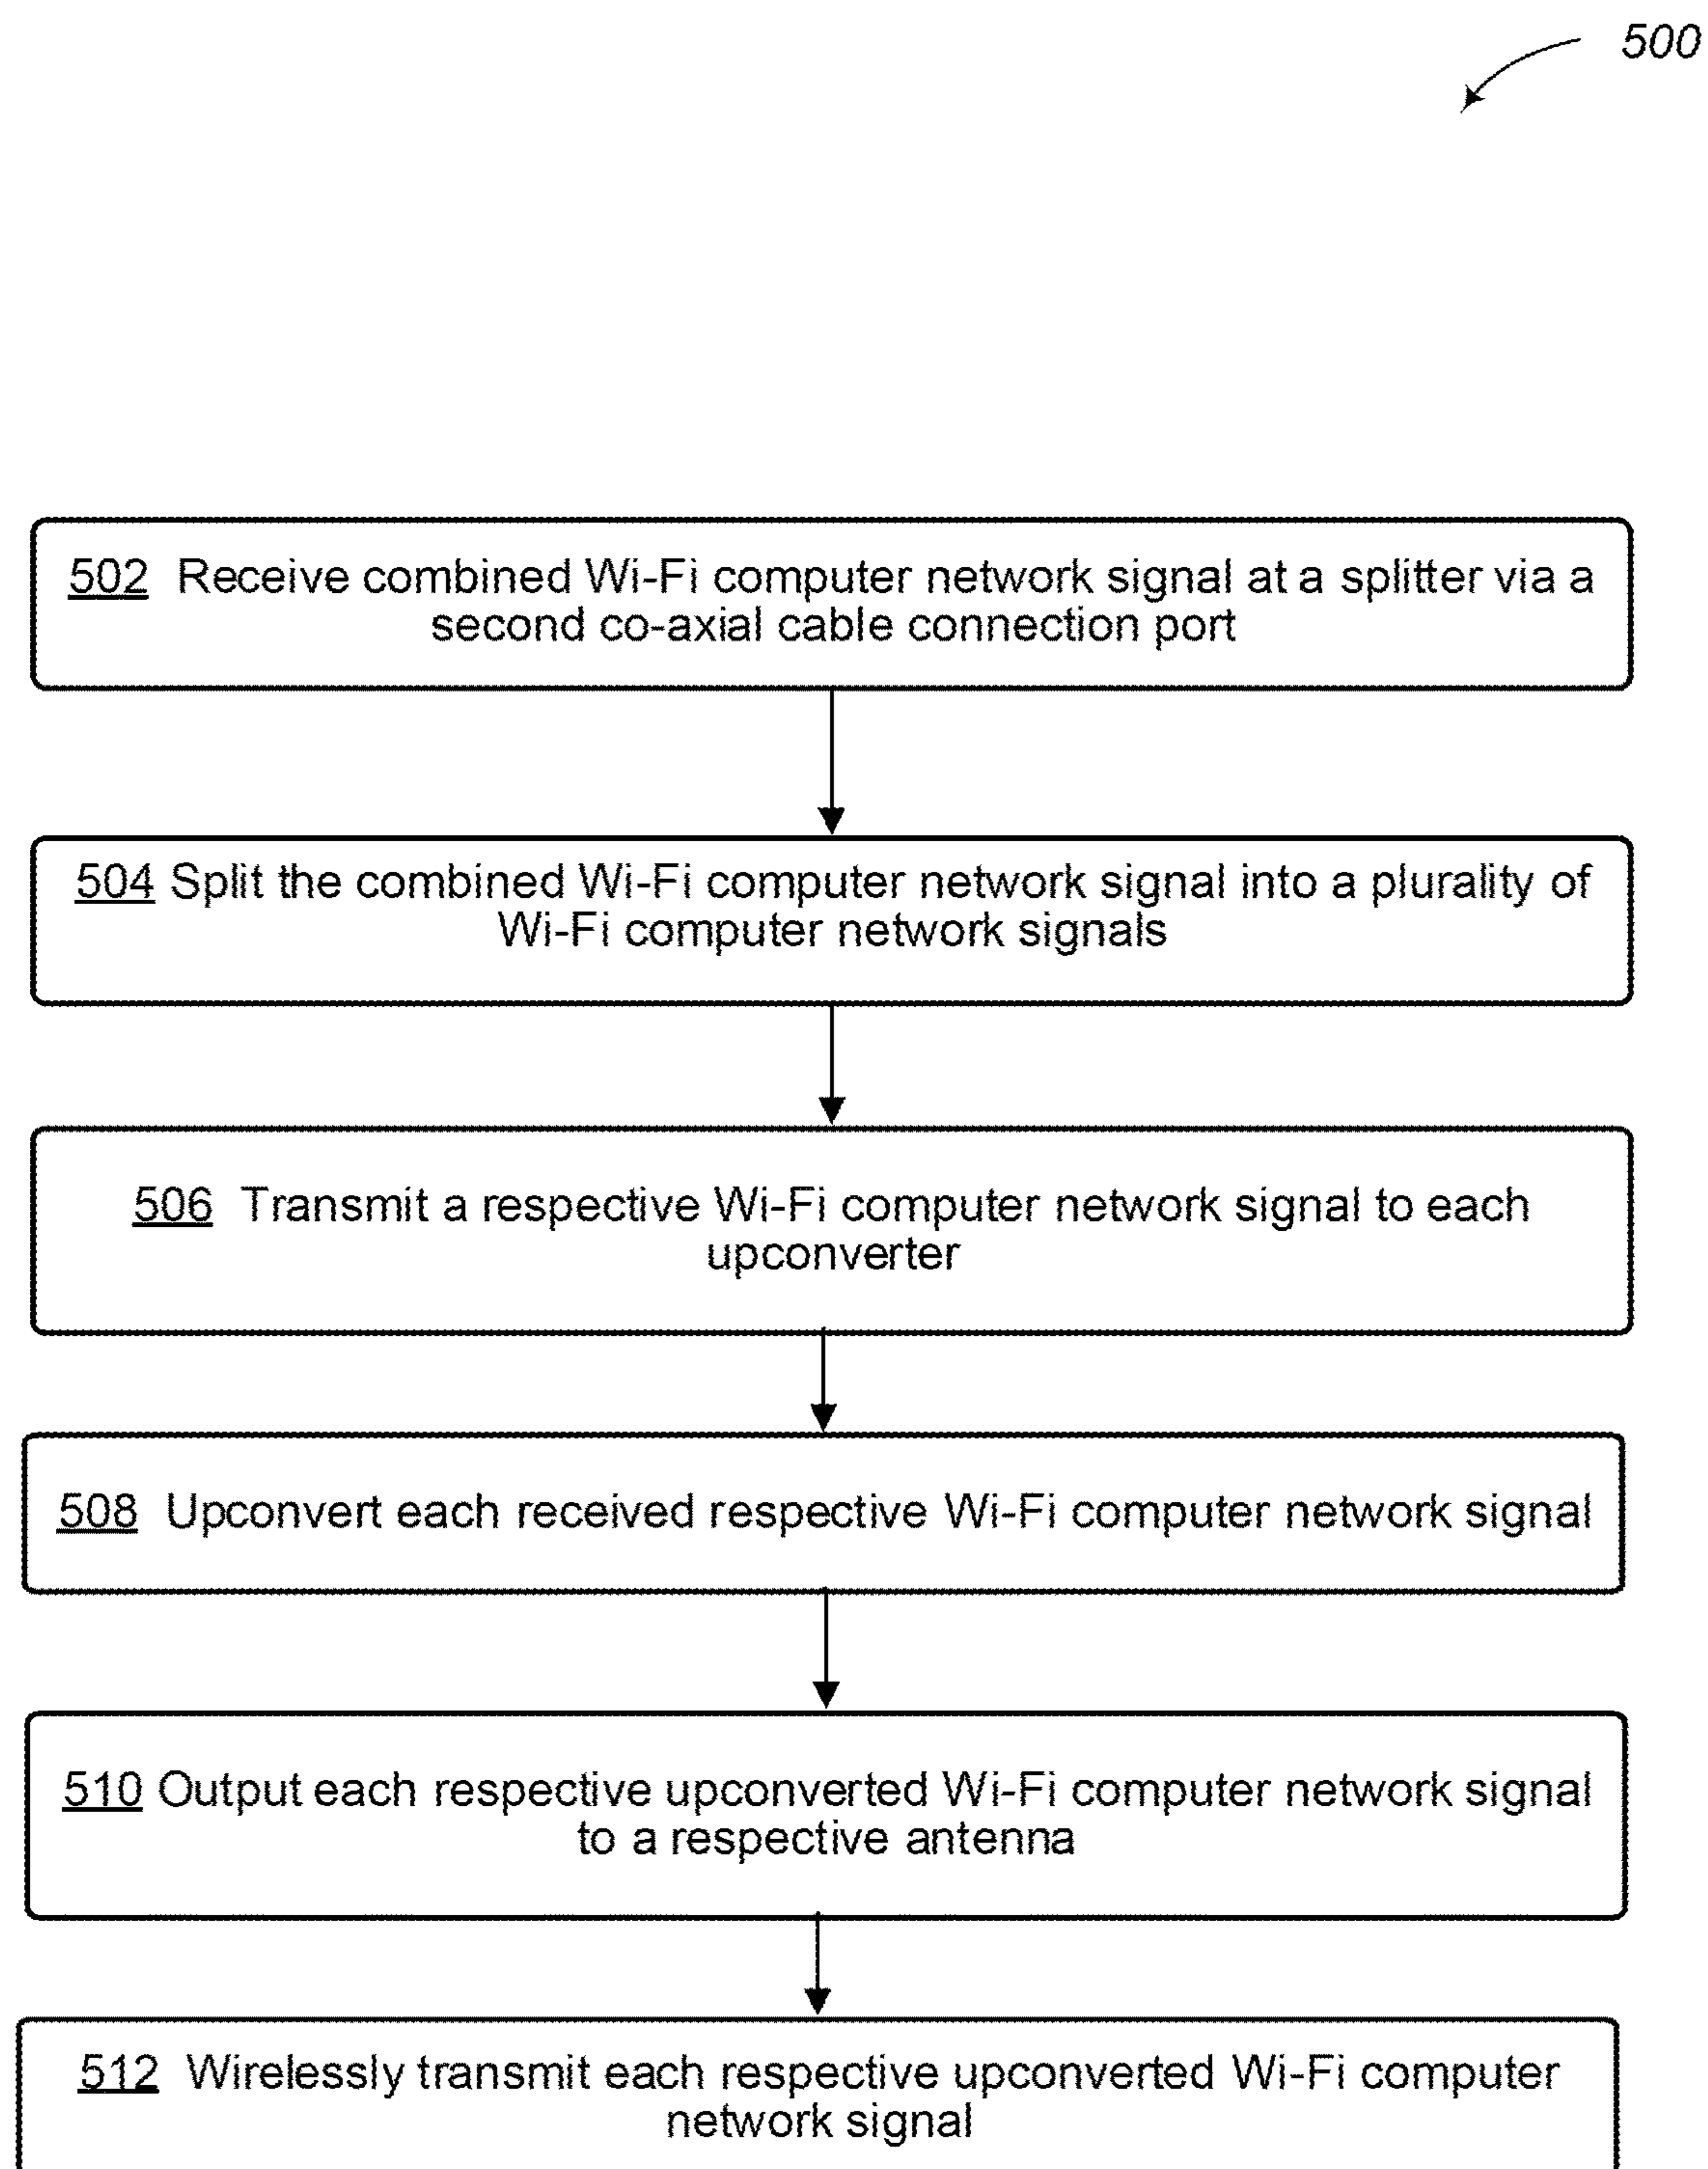 500
502 Receive combined Wi-Fi computer network signal at a splitter via a
second co-axial cable connection port
504 Split the combined Wi-Fi computer network signal into a plurality of
Wi-Fi computer network signals
506 Transmit a respective Wi-Fi computer network signal to each
upconverter
508 Upconvert each received respective Wi-Fi computer network signal
510 Output each respective upconverted Wi-Fi computer network signal
to a respective antenna
512 Wirelessly transmit each respective upconverted Wi-Fi computer
network signal